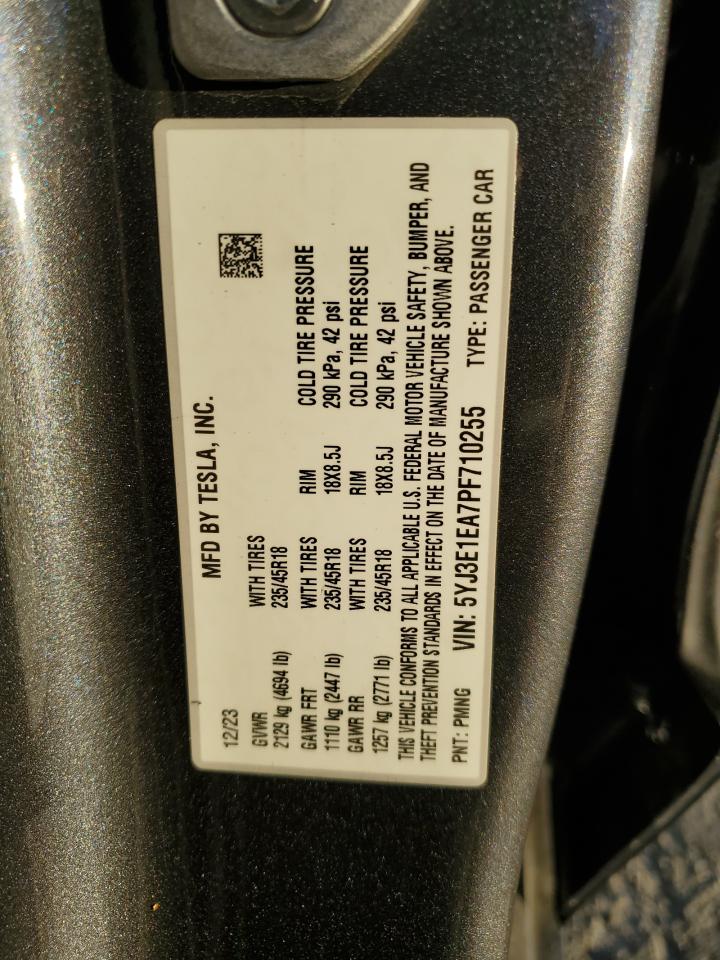 MFD BY TESLA, INC.
12/23
GVWR WITH TIRES
2129 kg (4694 lb) 235/45R18
GAWR FRT WITH TIRES RIM COLD TIRE PRESSURE
1110 kg (2447 lb) 235/45R18 18X8.5J 290 kPa, 42 psi
GAWR RR WITH TIRES RIM COLD TIRE PRESSURE
1257 kg (2771 lb) 235/45R18 18X8.5J 290 kPa, 42 psi
THIS VEHICLE CONFORMS TO ALL APPLICABLE U.S. FEDERAL MOTOR VEHICLE SAFETY, BUMPER, AND
THEFT PREVENTION STANDARDS IN EFFECT ON THE DATE OF MANUFACTURE SHOWN ABOVE.
PNT: PMNG VIN: 5YJ3E1EA7PF710255 TYPE: PASSENGER CAR